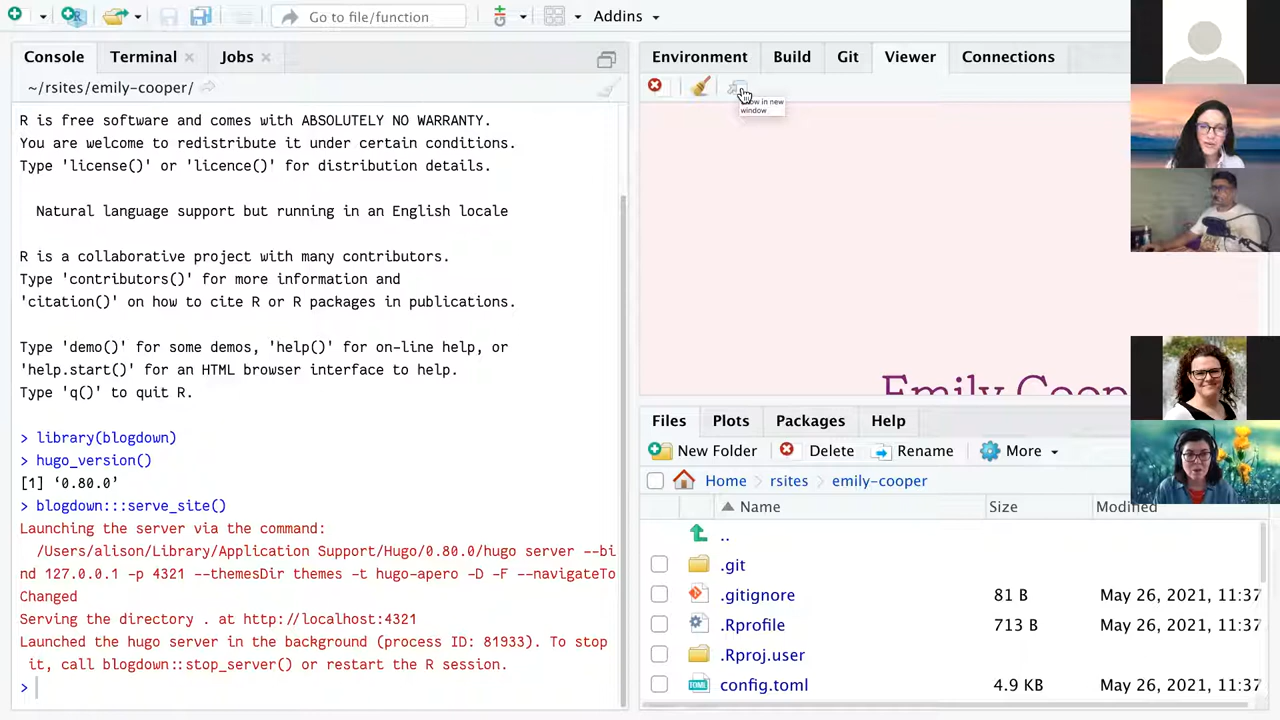 Go to file/function
Addins
Console
Terminal
Jobs
~/rsites/emily-cooper/
R is free software and comes with ABSOLUTELY NO WARRANTY.
You are welcome to redistribute it under certain conditions.
Type 'license()' or 'licence()' for distribution details.
Natural language support but running in an English locale
R is a collaborative project with many contributors.
Type 'contributors()' for more information and
'citation()' on how to cite R or R packages in publications.
Type 'demo()' for some demos, 'help()' for on-line help, or
'help.start()' for an HTML browser interface to help.
Type 'q()' to quit R.
> library(blogdown)
> hugo_version()
[1] ‘0.80.0’
> blogdown:::serve_site()
Launching the server via the command:
/Users/alison/Library/Application Support/Hugo/0.80.0/hugo server --bi
nd 127.0.0.1 -p 4321 --themesDir themes -t hugo-apero -D -F --navigateTo
Changed
Serving the directory . at http://localhost:4321
Launched the hugo server in the background (process ID: 81933). To stop
it, call blogdown::stop_server() or restart the R session.
>
Environment
Build
Git
Viewer
Connections
in new
window
Emily Coop
Files
Plots
Packages
Help
New Folder
Delete
Rename
More
Home
rsites
emily-cooper
Name
Size
Modified
..
.git
.gitignore
81 B
May 26, 2021, 11:37
.Rprofile
713 B
May 26, 2021, 11:37
.Rproj.user
config.toml
4.9 KB
May 26, 2021, 11:37